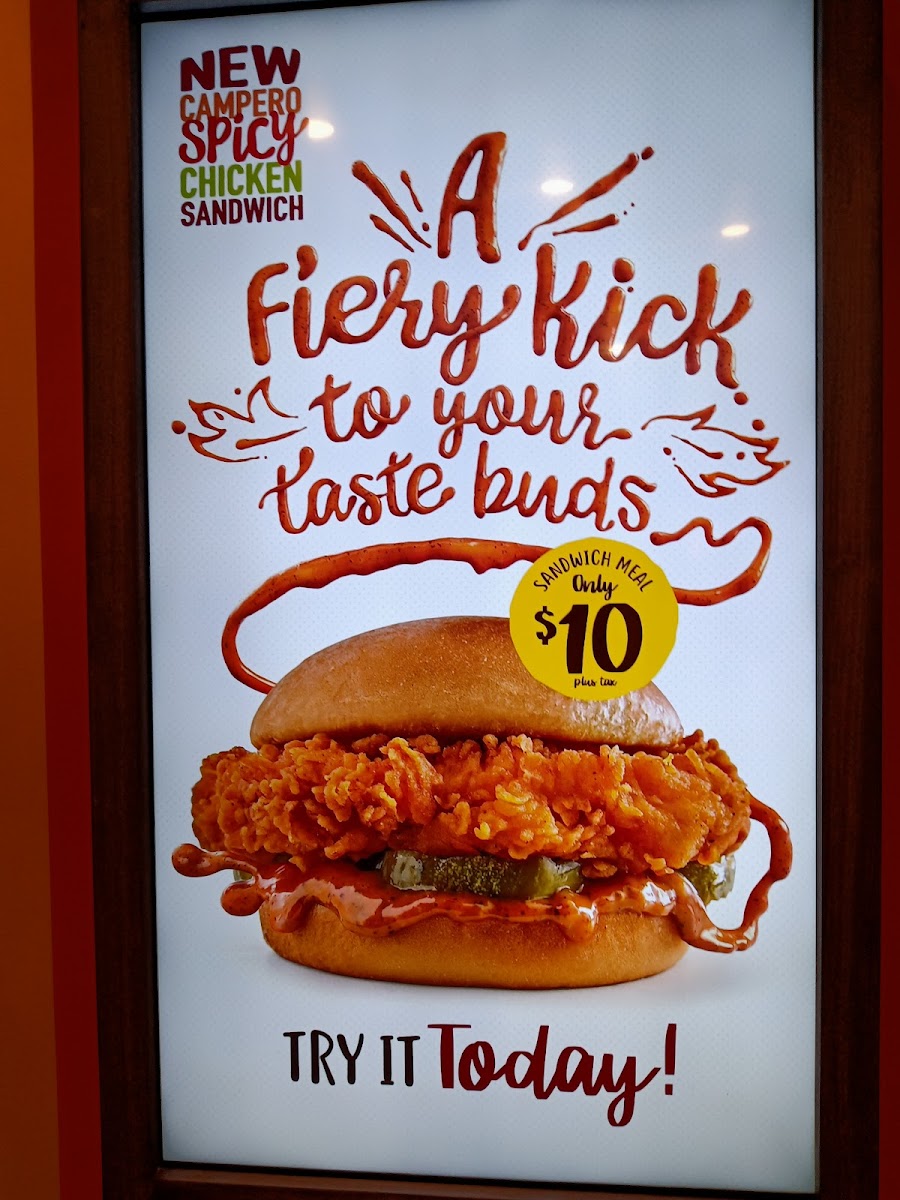 NEW
CAMPERO
SPicy
CHICKEN
SANDWICH
A
Fiery Kick
to your
taste buds
SANDWICH MEAL
Only
$10
plus tax
TRY IT Today!